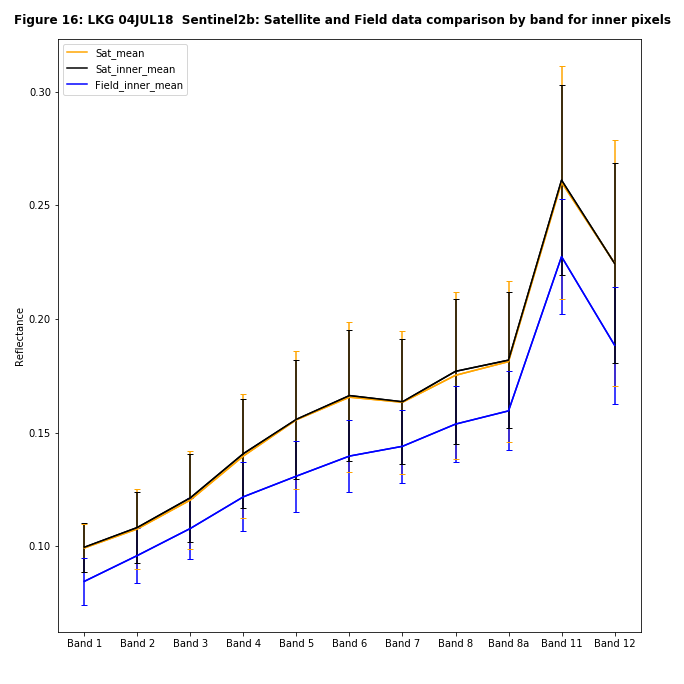 Figure 16: LKG 04JUL18  Sentinel2b: Satellite and Field data comparison by band for inner pixels
Sat_mean
Sat_inner_mean
Field_inner_mean
0.30
0.25
0.20
0.15
0.10
Reflectance
Band 1 Band 2 Band 3 Band 4 Band 5 Band 6 Band 7 Band 8 Band 8a Band 11 Band 12